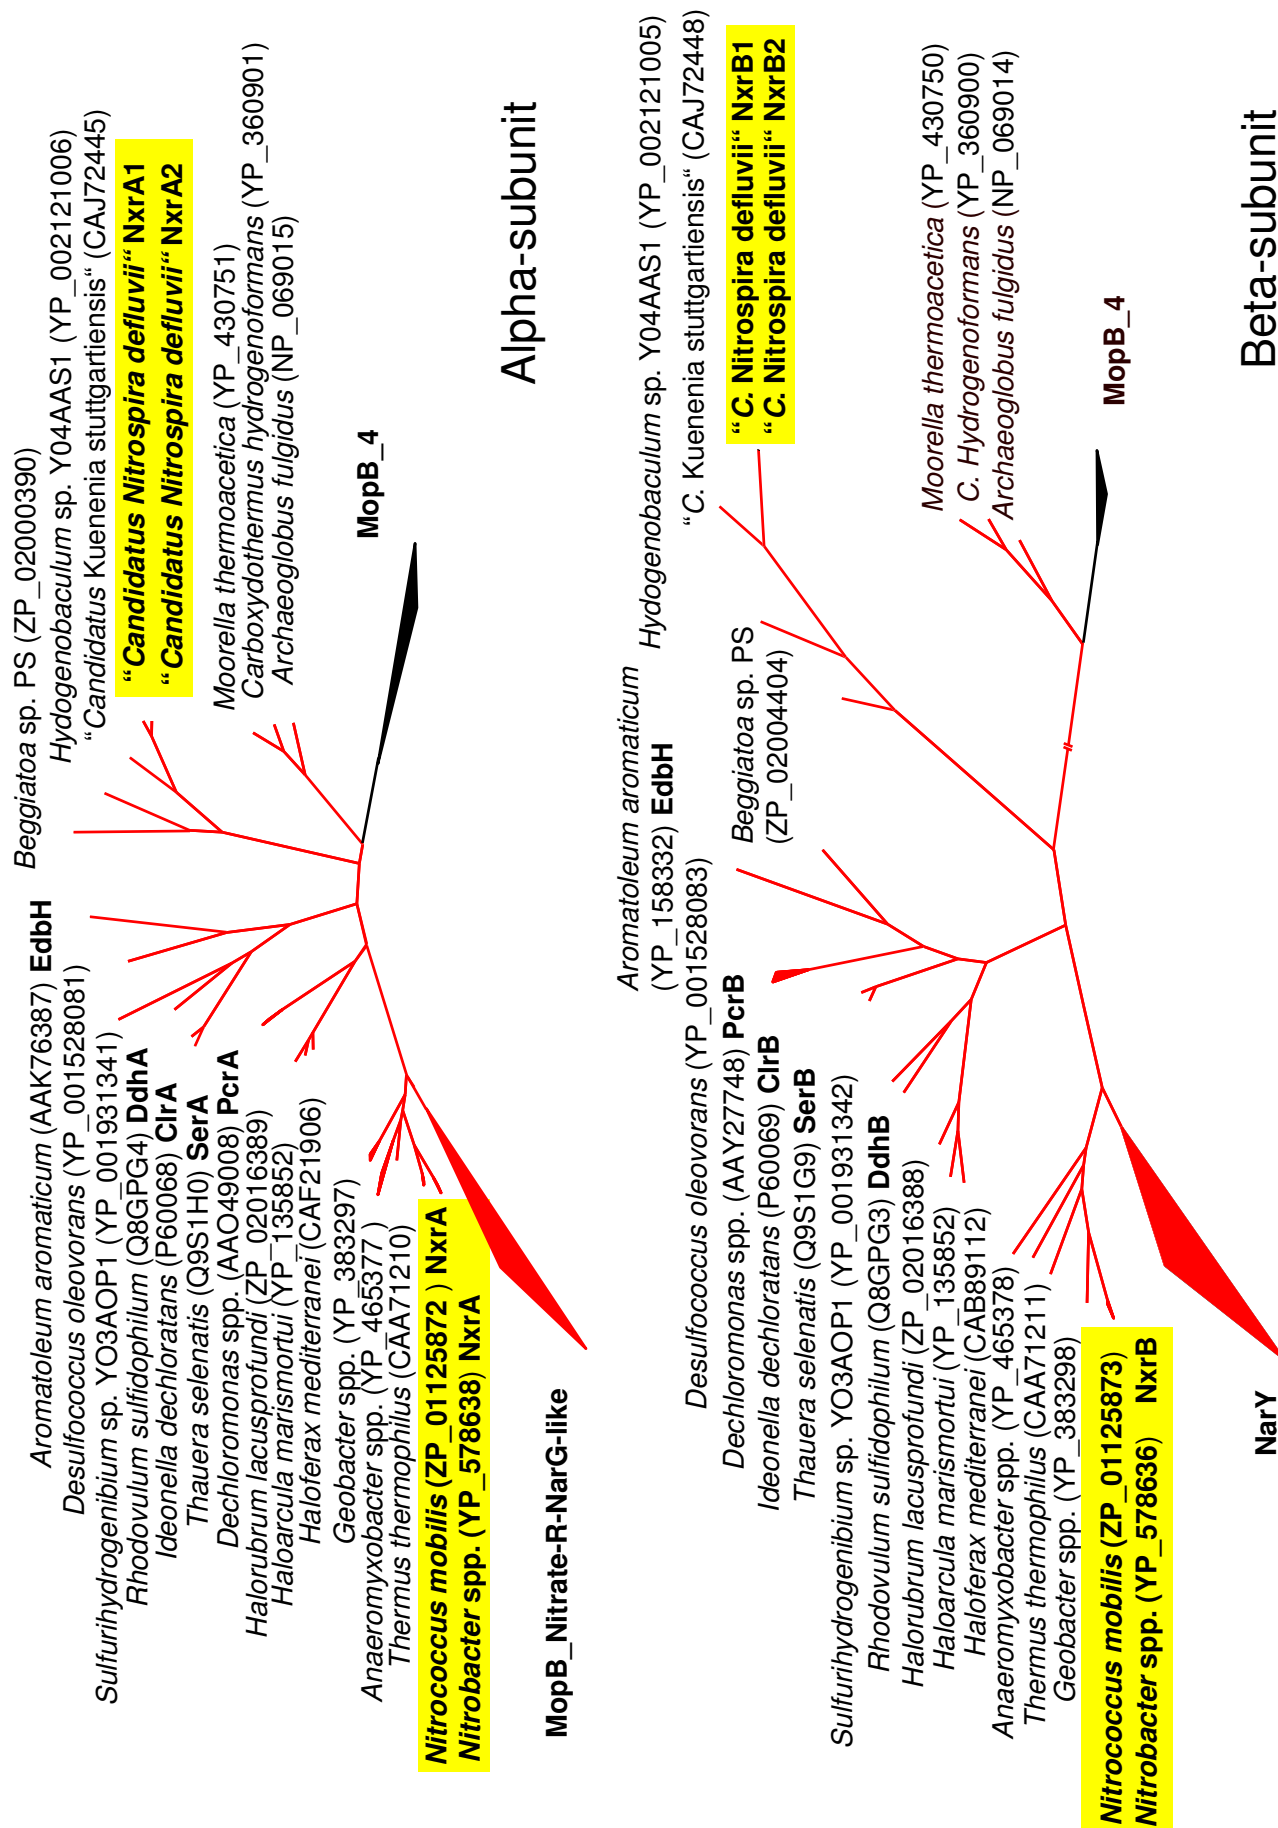 Beggiatoa sp. PS (ZP_02000390)
Hydogenobaculum sp. Y04AAS1 (YP_002121006)
“Candidatus Kuenenia stuttgartiensis“ (CAJ72445)
“Candidatus Nitrospira defluvii“ NxrA1
“Candidatus Nitrospira defluvii“ NxrA2
Moorella thermoacetica (YP_430751)
Carboxydothermus hydrogenoformans (YP_360901)
Archaeoglobus fulgidus (NP_069015)
MopB_4
Alpha-subunit
Aromatoleum aromaticum (AAK76387) EdbH
Desulfococcus oleovorans (YP_001528081)
Sulfurihydrogenibium sp. YO3AOP1 (YP_001931341)
Rhodovulum sulfidophilum (Q8GPG4) DdhA
Ideonella dechloratans (P60068) ClrA
Thauera selenatis (Q9S1H0) SerA
Dechloromonas spp. (AAO49008) PcrA
Halorubrum lacusprofundi (ZP_02016389)
Haloarcula marismortui (YP_135852)
Haloferax mediterranei (CAF21906)
Geobacter spp. (YP_383297)
Anaeromyxobacter spp. (YP_465377)
Thermus thermophilus (CAA71210)
Nitrococcus mobilis (ZP_01125872 ) NxrA
Nitrobacter spp. (YP_578638) NxrA
MopB_Nitrate-R-NarG-like
Hydogenobaculum sp. Y04AAS1 (YP_002121005)
“C. Kuenenia stuttgartiensis“ (CAJ72448)
“C. Nitrospira defluvii“ NxrB1
“C. Nitrospira defluvii“ NxrB2
Moorella thermoacetica (YP_430750)
C. Hydrogenoformans (YP_360900)
Archaeoglobus fulgidus (NP_069014)
MopB_4
Beta-subunit
Aromatoleum aromaticum
(YP_158332) EdbH
Beggiatoa sp. PS
(ZP_02004404)
Desulfococcus oleovorans (YP_001528083)
Dechloromonas spp. (AAY27748) PcrB
Ideonella dechloratans (P60069) ClrB
Thauera selenatis (Q9S1G9) SerB
Sulfurihydrogenibium sp. YO3AOP1 (YP_001931342)
Rhodovulum sulfidophilum (Q8GPG3) DdhB
Halorubrum lacusprofundi (ZP_02016388)
Haloarcula marismortui (YP_135852)
Haloferax mediterranei (CAB89112)
Anaeromyxobacter spp. (YP_465378)
Thermus thermophilus (CAA71211)
Geobacter spp. (YP_383298)
Nitrococcus mobilis (ZP_01125873)
Nitrobacter spp. (YP_578636) NxrB
NarY